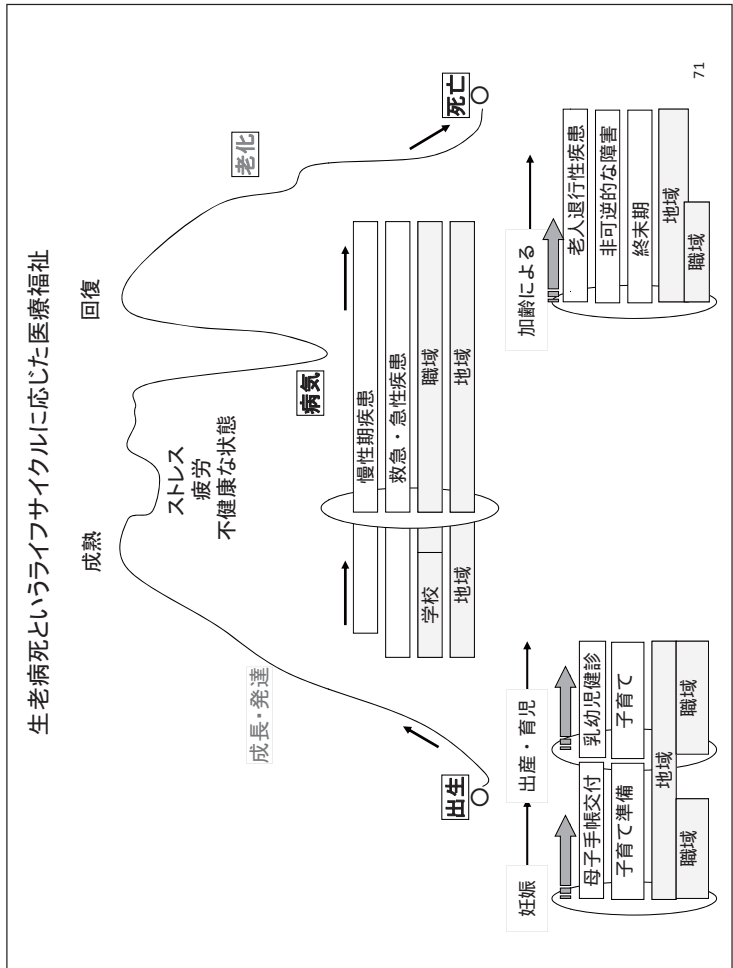 生老病死というライフサイクルに応じた医療福祉
成熟
回復
ストレス
疲労
不健康な状態
成長・発達
老化
病気
出生
死亡
慢性期疾患
救急・急性疾患
学校
職域
地域
地域
妊娠
出産・育児
母子手帳交付
乳幼児健診
子育て準備
子育て
地域
職域
職域
加齢による
老人退行性疾患
非可逆的な障害
終末期
地域
職域
71